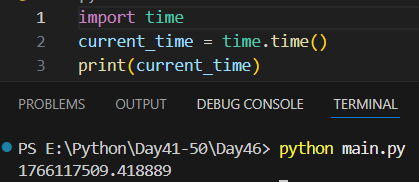 1 import time
2 current_time = time.time()
3 print(current_time)
PROBLEMS OUTPUT DEBUG CONSOLE TERMINAL
PS E:\Python\Day41-50\Day46> python main.py
1766117509.418889